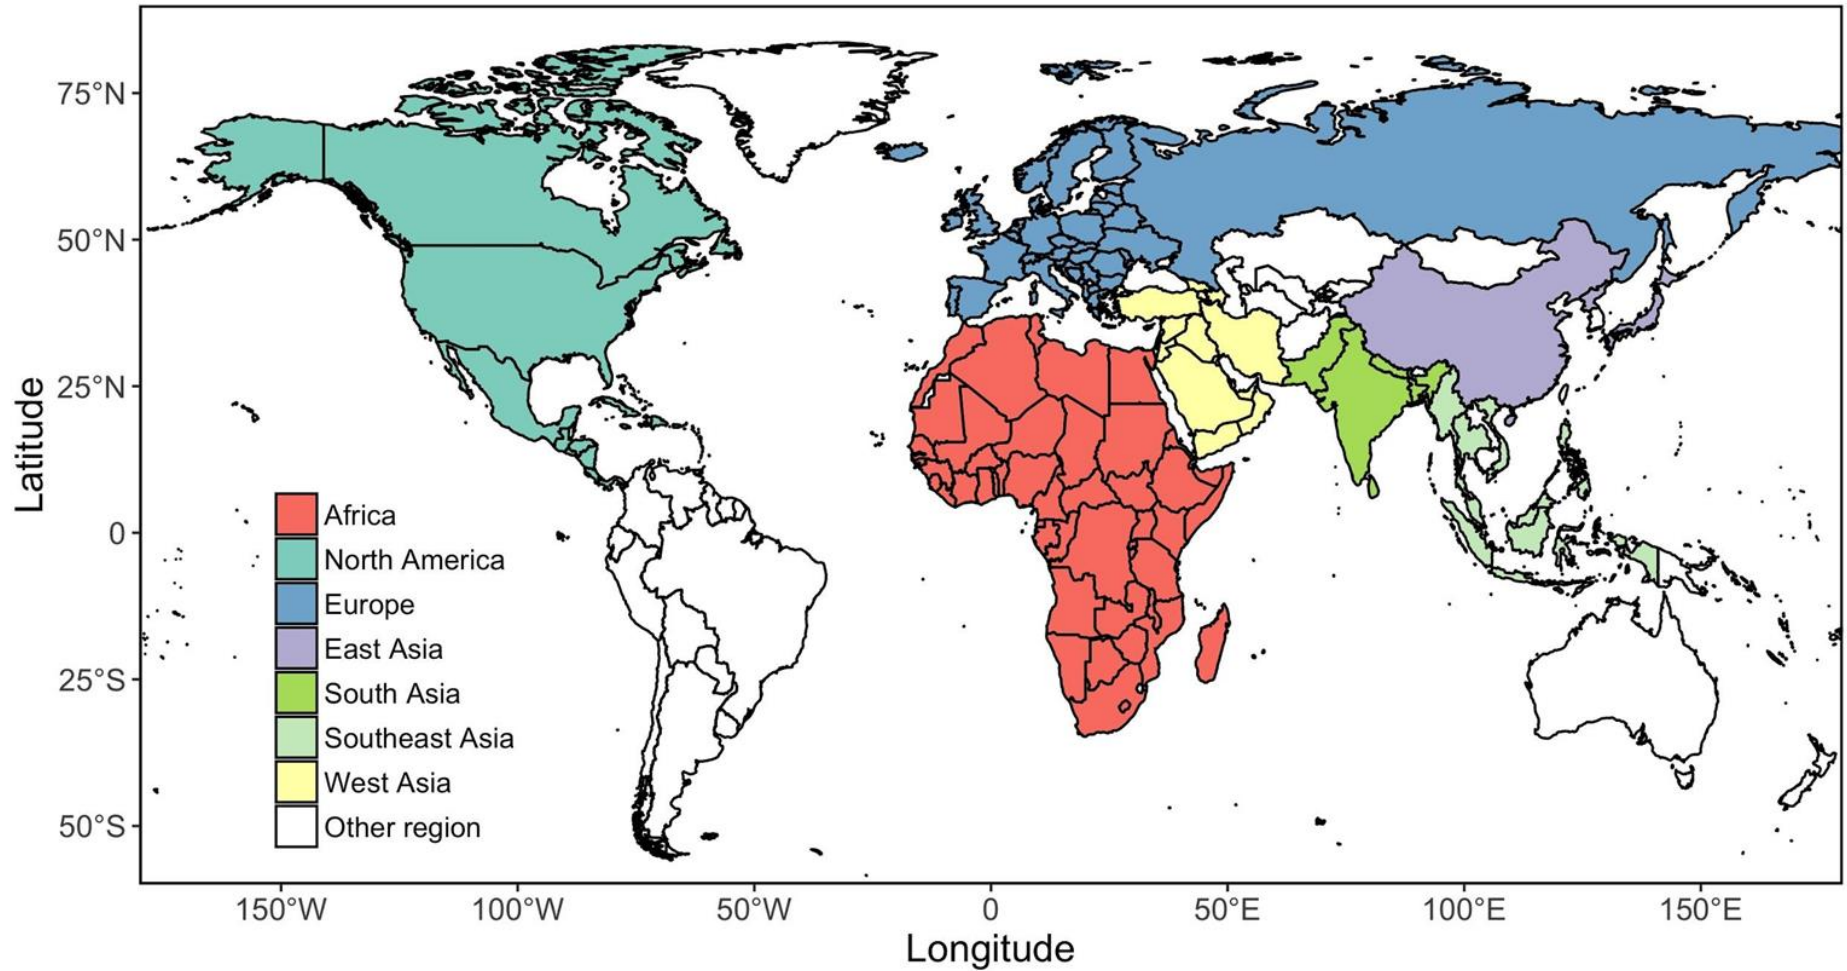 75°N
50°N
25°N
0
25°S
50°S
Latitude
Africa
North America
Europe
East Asia
South Asia
Southeast Asia
West Asia
Other region
150°W
100°W
50°W
0
50°E
100°E
150°E
Longitude